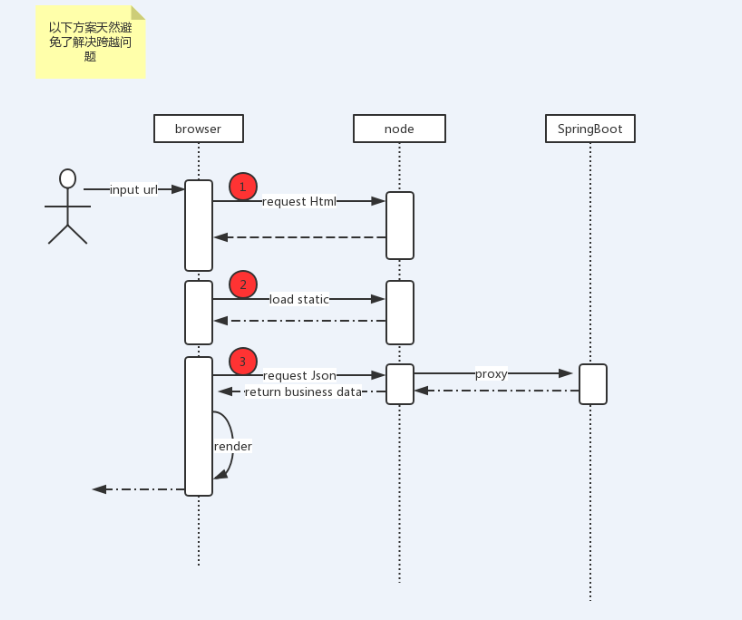 以下方案天然避
免了解决跨越问
题
browser
node
SpringBoot
input url
1
request Html
2
load static
3
request Json
proxy
return business data
render